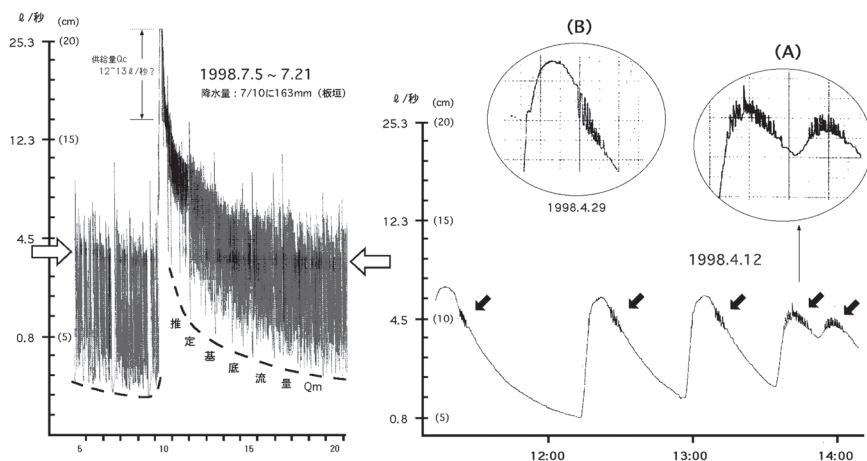 ℓ/秒 (cm)
25.3 (20)
供給量Qc
12~13ℓ/秒?
1998.7.5 ~ 7.21
降水量：7/10に163mm（板垣）
12.3 (15)
4.5
0.8 (5)
推定基底流量Qm
5 10 15 20
(B)
(A)
ℓ/秒 (cm)
25.3 (20)
1998.4.29
12.3 (15)
1998.4.12
4.5 (10)
0.8 (5)
12:00 13:00 14:00